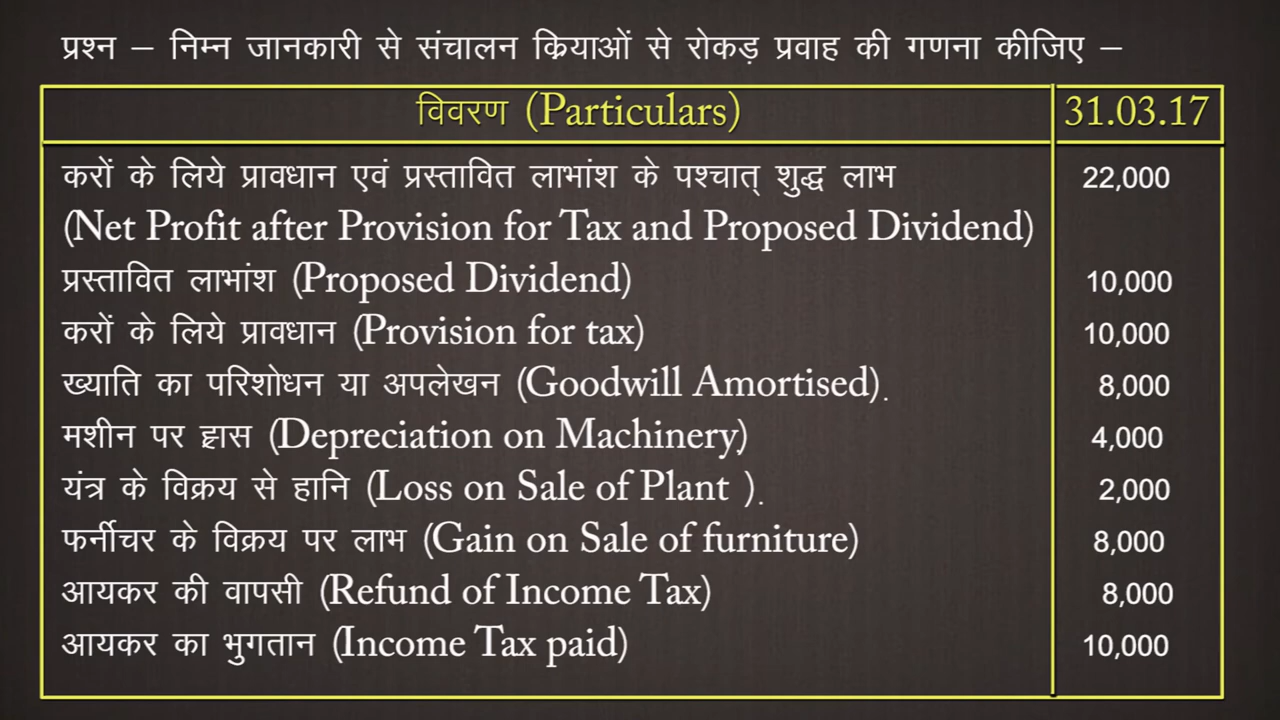 प्रश्न – निम्न जानकारी से संचालन क्रियाओं से रोकड़ प्रवाह की गणना कीजिए –
विवरण (Particulars) 31.03.17
करों के लिये प्रावधान एवं प्रस्तावित लाभांश के पश्चात् शुद्ध लाभ 22,000
(Net Profit after Provision for Tax and Proposed Dividend)
प्रस्तावित लाभांश (Proposed Dividend) 10,000
करों के लिये प्रावधान (Provision for tax) 10,000
ख्याति का परिशोधन या अपलेखन (Goodwill Amortised). 8,000
मशीन पर ह्रास (Depreciation on Machinery) 4,000
यंत्र के विक्रय से हानि (Loss on Sale of Plant ). 2,000
फर्नीचर के विक्रय पर लाभ (Gain on Sale of furniture) 8,000
आयकर की वापसी (Refund of Income Tax) 8,000
आयकर का भुगतान (Income Tax paid) 10,000